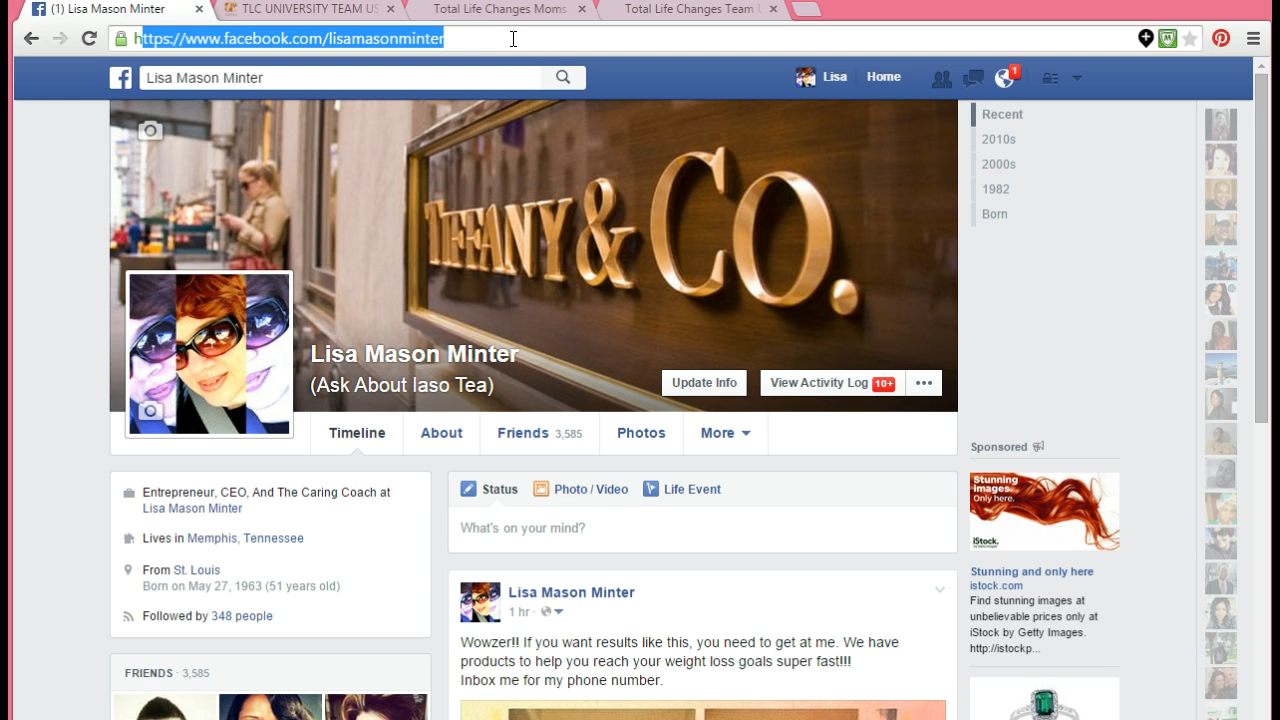 (1) Lisa Mason Minter
TLC UNIVERSITY TEAM US
Total Life Changes Moms
Total Life Changes Team
https://www.facebook.com/lisamasonminter
Lisa Mason Minter
Lisa
Home
1
TIFFANY & CO.
Lisa Mason Minter
(Ask About Iaso Tea)
Update Info
View Activity Log 10+
Timeline
About
Friends 3,585
Photos
More
Recent
2010s
2000s
1982
Born
Entrepreneur, CEO, And The Caring Coach at
Lisa Mason Minter
Lives in Memphis, Tennessee
From St. Louis
Born on May 27, 1963 (51 years old)
Followed by 348 people
FRIENDS · 3,585
Status
Photo / Video
Life Event
What's on your mind?
Lisa Mason Minter
1 hr ·
Wowzer!! If you want results like this, you need to get at me. We have
products to help you reach your weight loss goals super fast!!!
Inbox me for my phone number.
Sponsored
Stunning
images.
Only here.
iStock.
Stunning and only here
istock.com
Find stunning images at
unbelievable prices only at
iStock by Getty Images.
http://istockp...